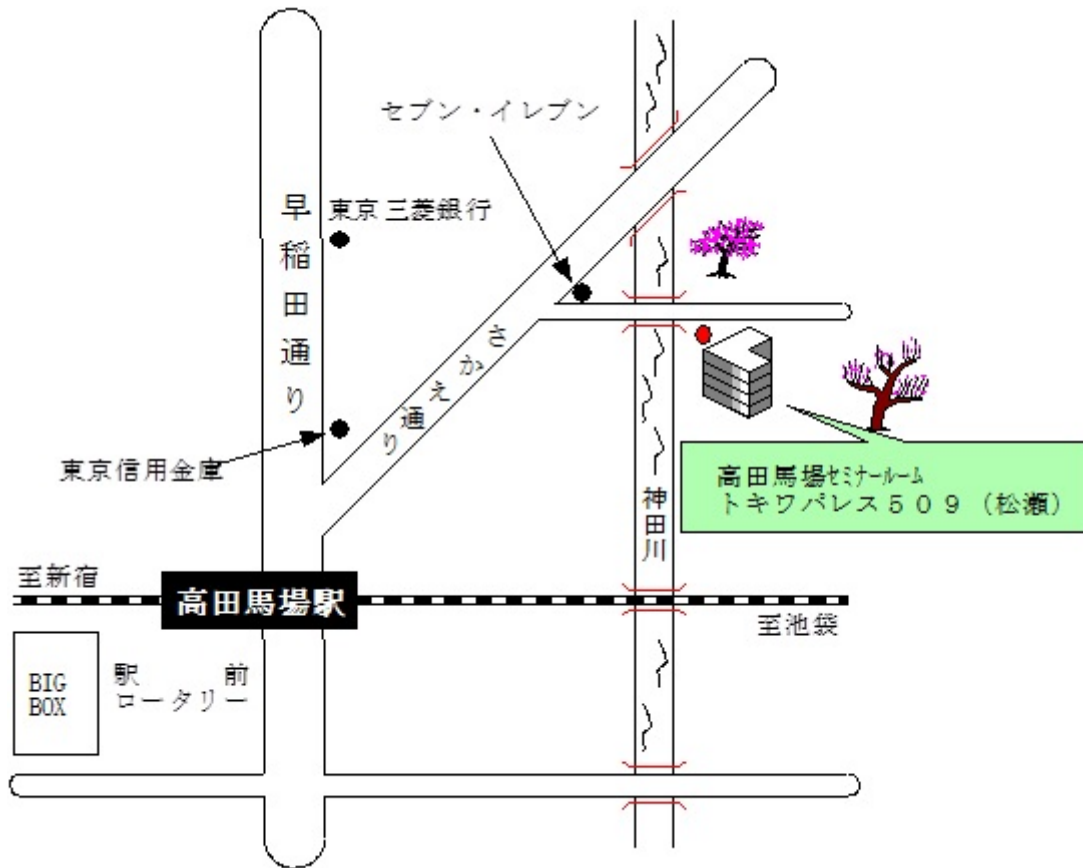 セブン・イレブン
東京三菱銀行
早稲田通り
さかえ通り
東京信用金庫
高田馬場セミナールーム
トキワパレス509（松瀬）
神田川
至新宿
高田馬場駅
至池袋
BIG
BOX
駅　前
ロータリー